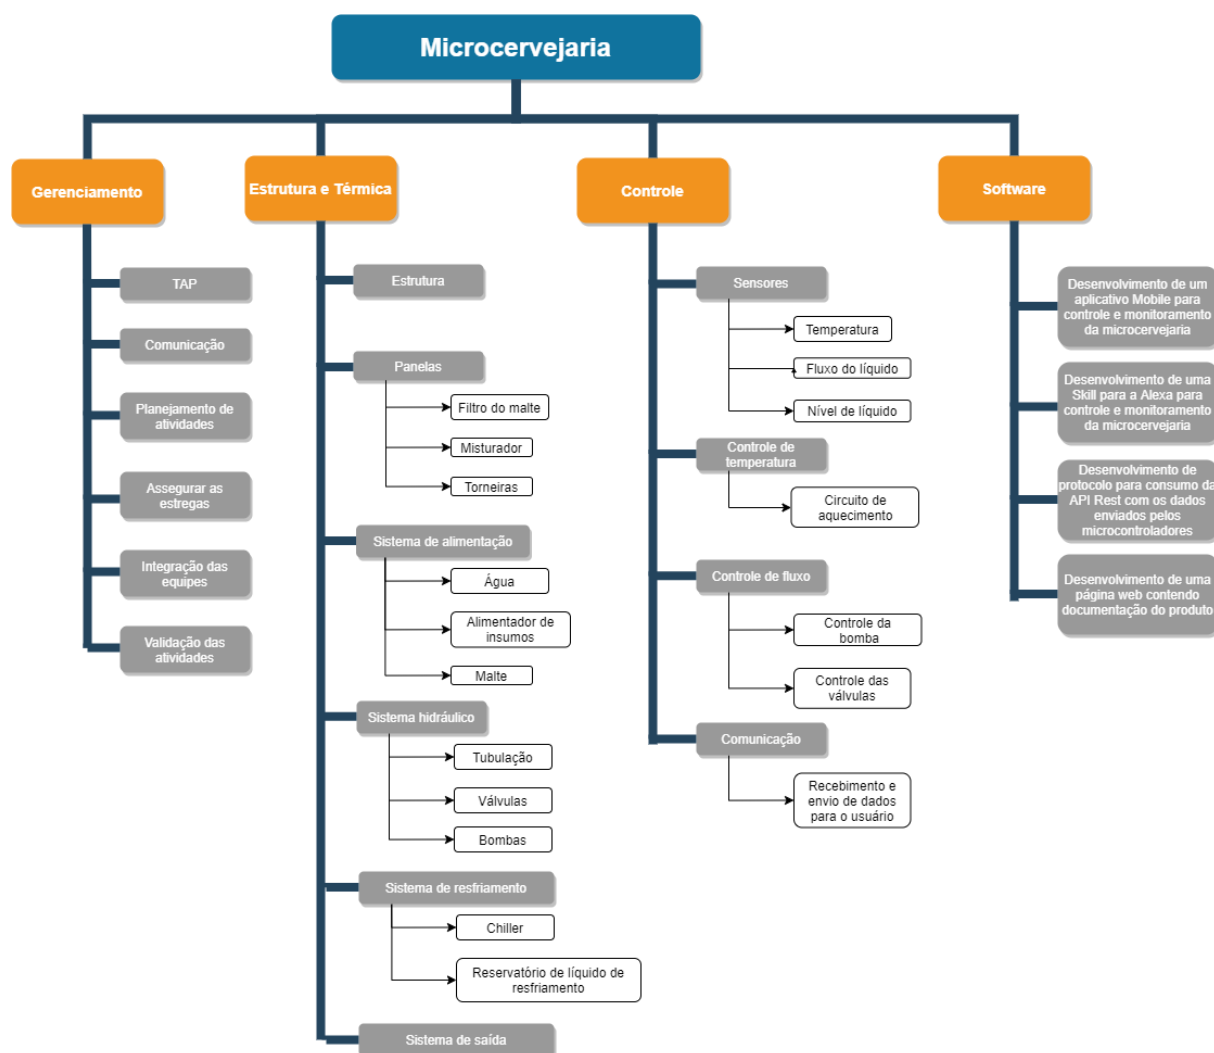 Microcervejaria
Gerenciamento
TAP
Comunicação
Planejamento de
atividades
Assegurar as
estregas
Integração das
equipes
Validação das
atividades
Estrutura e Térmica
Estrutura
Panelas
Filtro do malte
Misturador
Torneiras
Sistema de alimentação
Água
Alimentador de
insumos
Malte
Sistema hidráulico
Tubulação
Válvulas
Bombas
Sistema de resfriamento
Chiller
Reservatório de líquido de
resfriamento
Sistema de saída
Controle
Sensores
Temperatura
Fluxo do líquido
Nível de líquido
Controle de
temperatura
Circuito de
aquecimento
Controle de fluxo
Controle da
bomba
Controle das
válvulas
Comunicação
Recebimento e
envio de dados
para o usuário
Software
Desenvolvimento de um
aplicativo Mobile para
controle e monitoramento
da microcervejaria
Desenvolvimento de uma
Skill para a Alexa para
controle e monitoramento
da microcervejaria
Desenvolvimento de
protocolo para consumo da
API Rest com os dados
enviados pelos
microcontroladores
Desenvolvimento de uma
página web contendo
documentação do produto